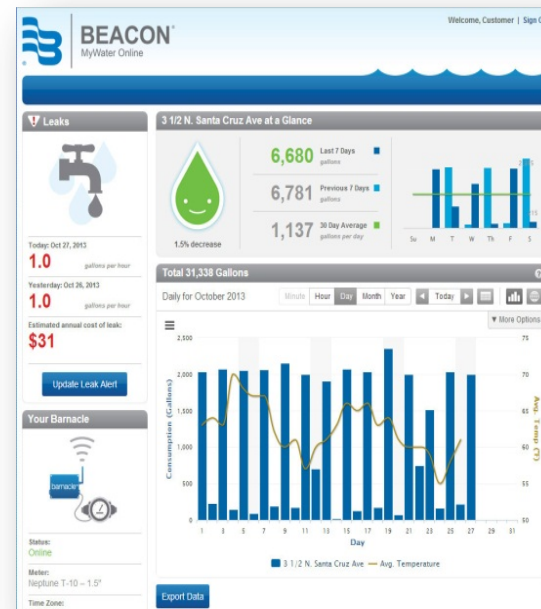 BEACON
MyWater Online
Welcome, Customer | Sign
Leaks
Today: Oct 27, 2013
1.0 gallons per hour
Yesterday: Oct 26, 2013
1.0 gallons per hour
Estimated annual cost of leak:
$31
Update Leak Alert
Your Barnacle
barnacle
Status:
Online
Meter:
Neptune T-10 – 1.5"
Time Zone:
3 1/2 N. Santa Cruz Ave at a Glance
1.5% decrease
6,680 Last 7 Days
gallons
6,781 Previous 7 Days
gallons
1,137 30 Day Average
gallons per day
Su M T W Th F S
Total 31,338 Gallons
Daily for October 2013
Minute Hour Day Month Year Today
More Options
2,500
2,000
1,500
1,000
500
0
Consumption (Gallons)
75
70
65
60
55
50
Avg. Temp (°F)
1 3 5 7 9 11 13 15 17 19 21 23 25 27 29 31
Day
3 1/2 N. Santa Cruz Ave Avg. Temperature
Export Data